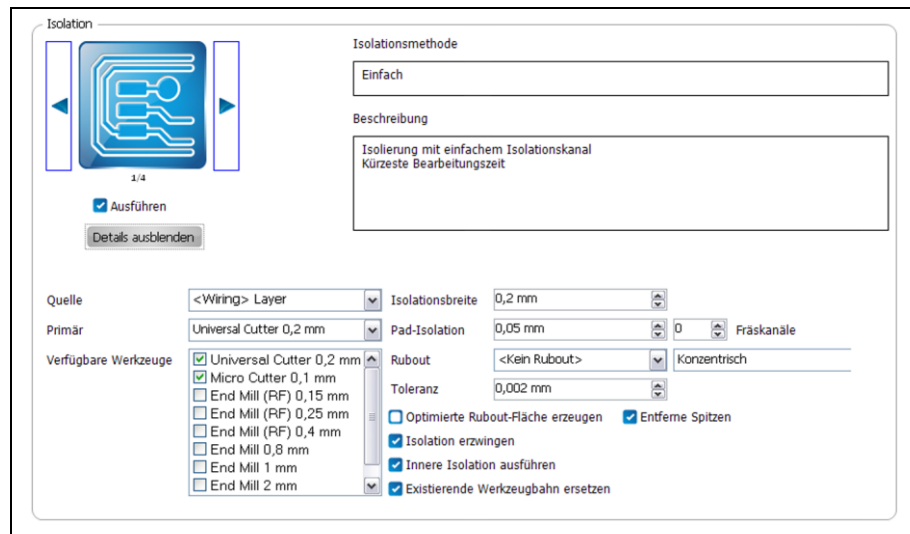 Isolation
Isolationsmethode
Einfach
Beschreibung
Isolierung mit einfachem Isolationskanal
Kürzeste Bearbeitungszeit
1/4
Ausführen
Details ausblenden
Quelle
<Wiring> Layer
Primär
Universal Cutter 0,2 mm
Verfügbare Werkzeuge
Universal Cutter 0,2 mm
Micro Cutter 0,1 mm
End Mill (RF) 0,15 mm
End Mill (RF) 0,25 mm
End Mill (RF) 0,4 mm
End Mill 0,8 mm
End Mill 1 mm
End Mill 2 mm
Isolationsbreite
0,2 mm
Pad-Isolation
0,05 mm
0
Fräskanäle
Rubout
<Kein Rubout>
Konzentrisch
Toleranz
0,002 mm
Optimierte Rubout-Fläche erzeugen
Entferne Spitzen
Isolation erzwingen
Innere Isolation ausführen
Existierende Werkzeugbahn ersetzen